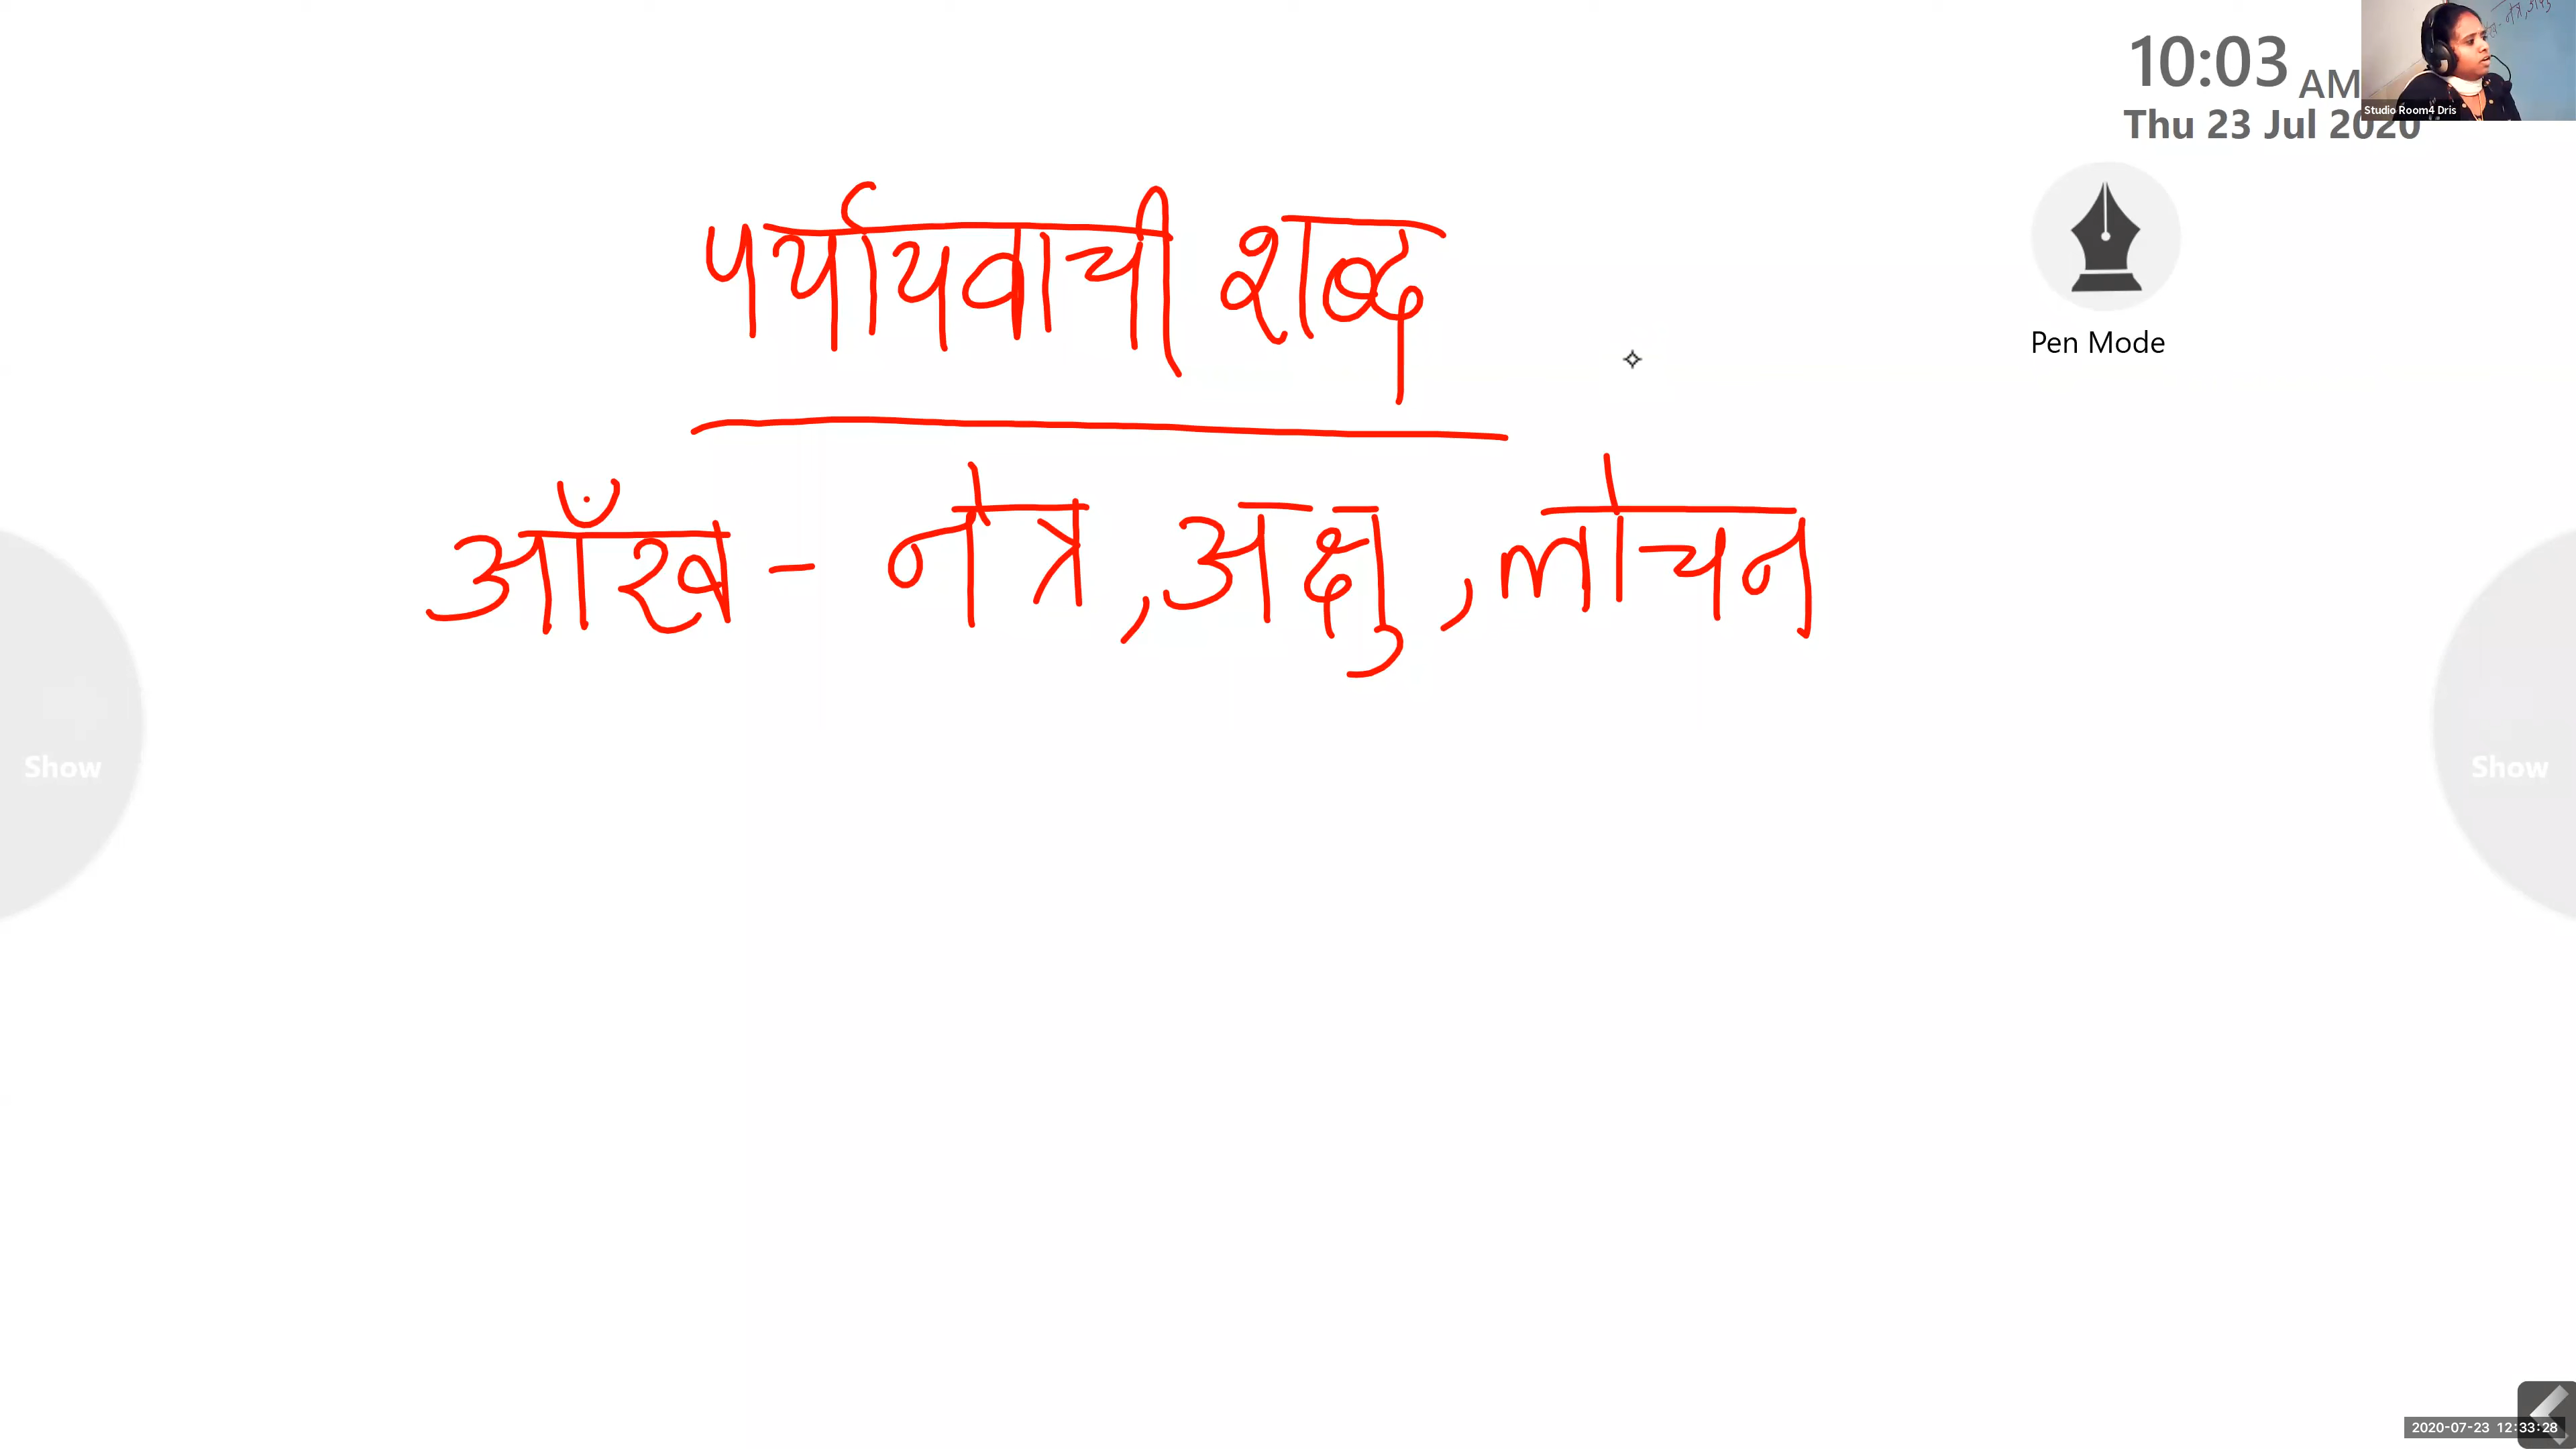 10:03 AM
Thu 23 Jul 2020
Studio Room4 Dris
Pen Mode
पर्यायवाची शब्द
आँख - नेत्र, अक्षु, लोचन
Show
Show
2020-07-23 12:33:28